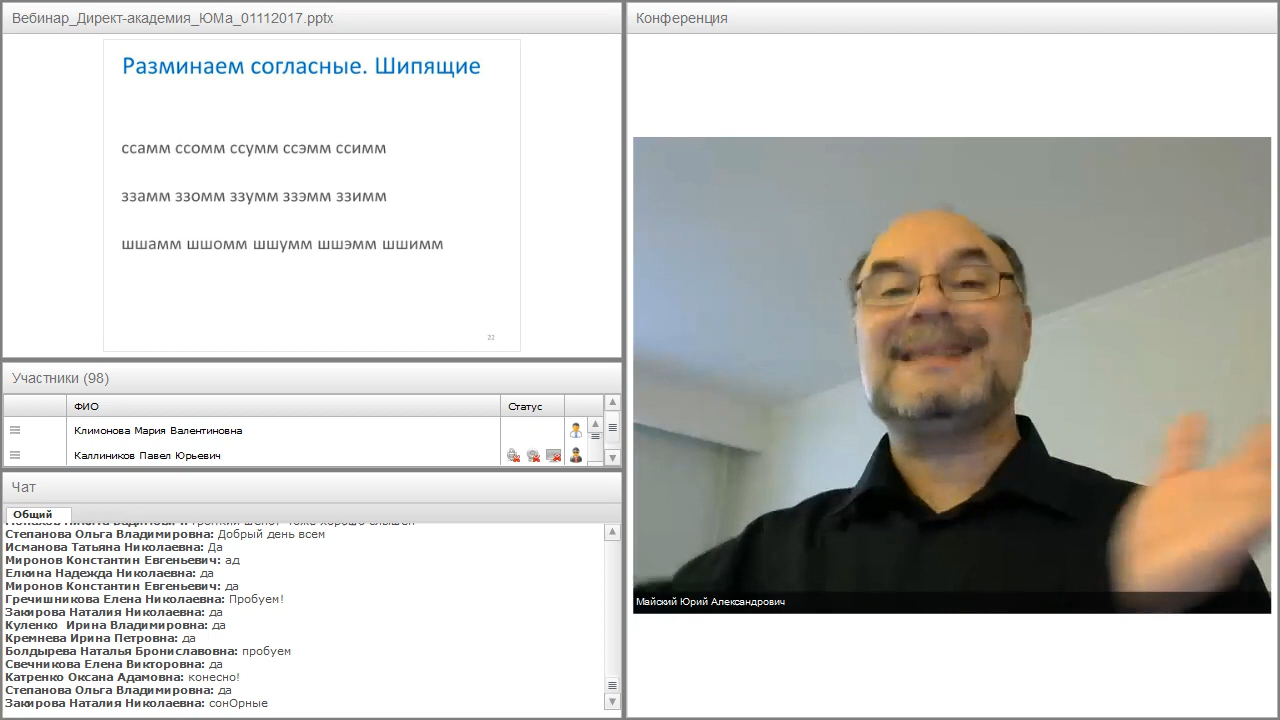 Вебинар_Директ-академия_ЮМа_01112017.pptx
Разминаем согласные. Шипящие
ссамм ссомм ссумм ссэмм ссимм
ззамм ззомм ззумм ззэмм ззимм
шшамм шшомм шшумм шшэмм шшимм
22
Участники (98)
ФИО
Статус
Климонова Мария Валентиновна
Каллиников Павел Юрьевич
Чат
Общий
Степанова Ольга Владимировна: Добрый день всем
Исманова Татьяна Николаевна: Да
Миронов Константин Евгеньевич: ад
Елкина Надежда Николаевна: да
Миронов Константин Евгеньевич: да
Гречишникова Елена Николаевна: Пробуем!
Закирова Наталия Николаевна: да
Куленко Ирина Владимировна: да
Кремнева Ирина Петровна: да
Болдырева Наталья Брониславовна: пробуем
Свечникова Елена Викторовна: да
Катренко Оксана Адамовна: конесно!
Степанова Ольга Владимировна: да
Закирова Наталия Николаевна: сонОрные
Конференция
Майский Юрий Александрович